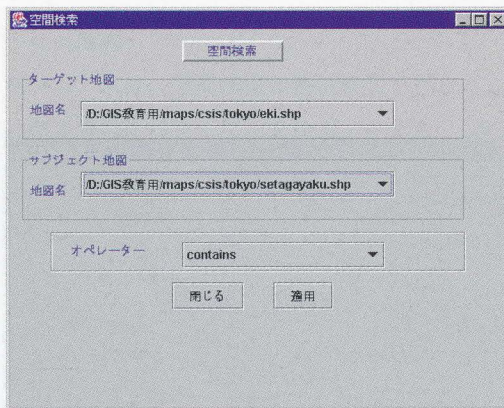 空間検索
空間検索
ターゲット地図
地図名 /D:/GIS教育用/maps/csis/tokyo/eki.shp
サブジェクト地図
地図名 /D:/GIS教育用/maps/csis/tokyo/setagayaku.shp
オペレーター contains
閉じる 適用